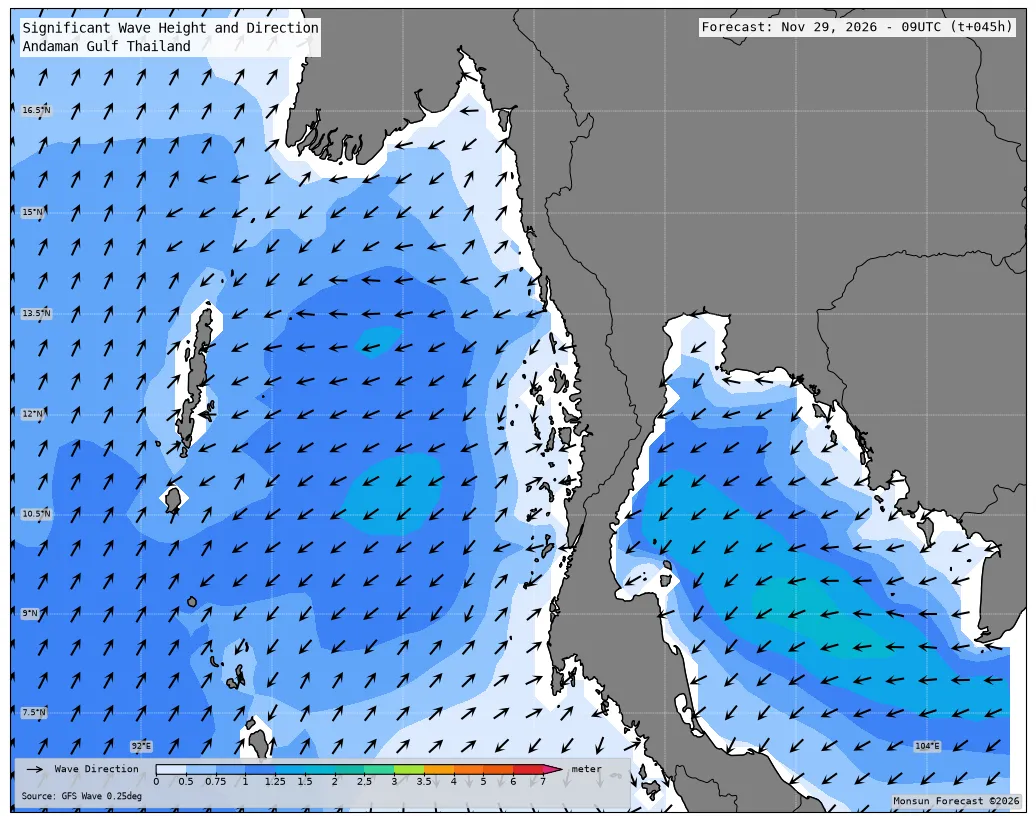 Significant Wave Height and Direction
Andaman Gulf Thailand
Forecast: Nov 29, 2026 - 09UTC (t+045h)
16.5°N
15°N
13.5°N
12°N
10.5°N
9°N
7.5°N
92°E
104°E
Wave Direction
0.5 0.75 1 1.25 1.5 2 2.5 3 3.5 4 5 6 7 meter
Source: GFS Wave 0.25deg
Monsun Forecast ©2026